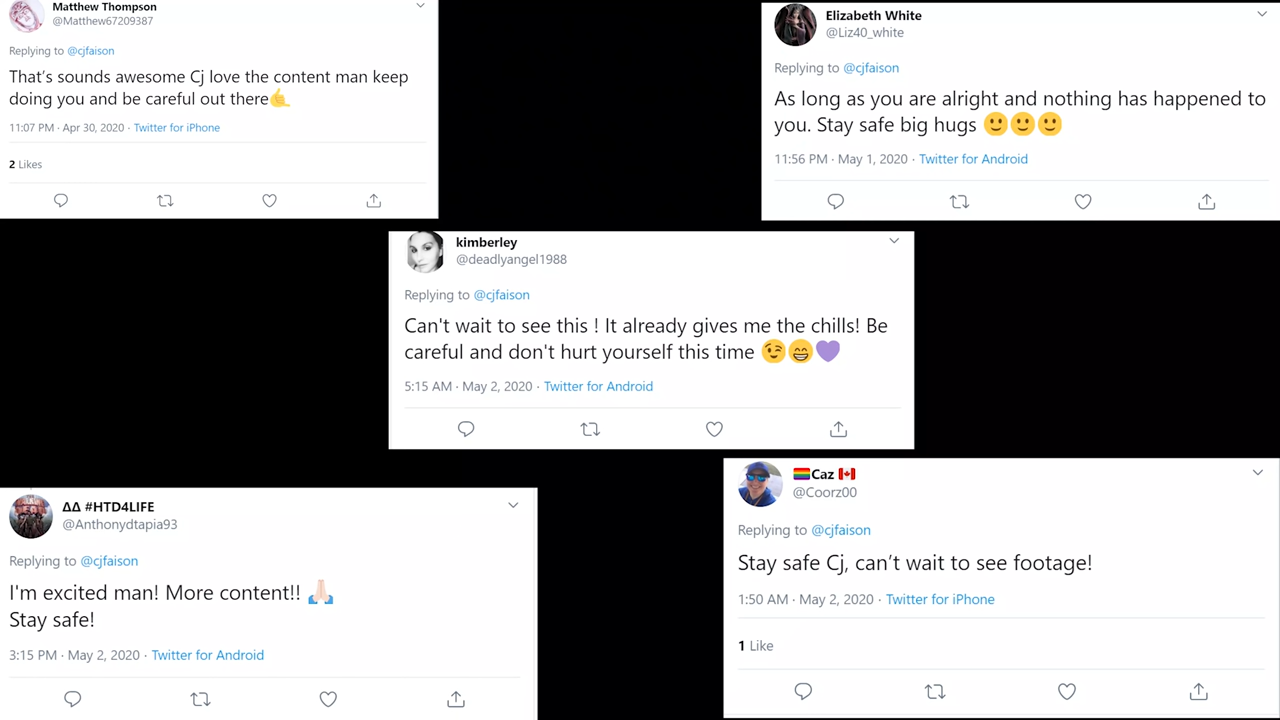 Matthew Thompson
@Matthew67209387
Replying to @cjfaison
That's sounds awesome Cj love the content man keep
doing you and be careful out there🤙
11:07 PM · Apr 30, 2020 · Twitter for iPhone
2 Likes
Elizabeth White
@Liz40_white
Replying to @cjfaison
As long as you are alright and nothing has happened to
you. Stay safe big hugs 🙂🙂🙂
11:56 PM · May 1, 2020 · Twitter for Android
kimberley
@deadlyangel1988
Replying to @cjfaison
Can't wait to see this ! It already gives me the chills! Be
careful and don't hurt yourself this time 😉😁💜
5:15 AM · May 2, 2020 · Twitter for Android
ΔΔ #HTD4LIFE
@Anthonydtapia93
Replying to @cjfaison
I'm excited man! More content!! 🙏🏻
Stay safe!
3:15 PM · May 2, 2020 · Twitter for Android
🏳️‍🌈Caz 🇨🇦
@Coorz00
Replying to @cjfaison
Stay safe Cj, can’t wait to see footage!
1:50 AM · May 2, 2020 · Twitter for iPhone
1 Like